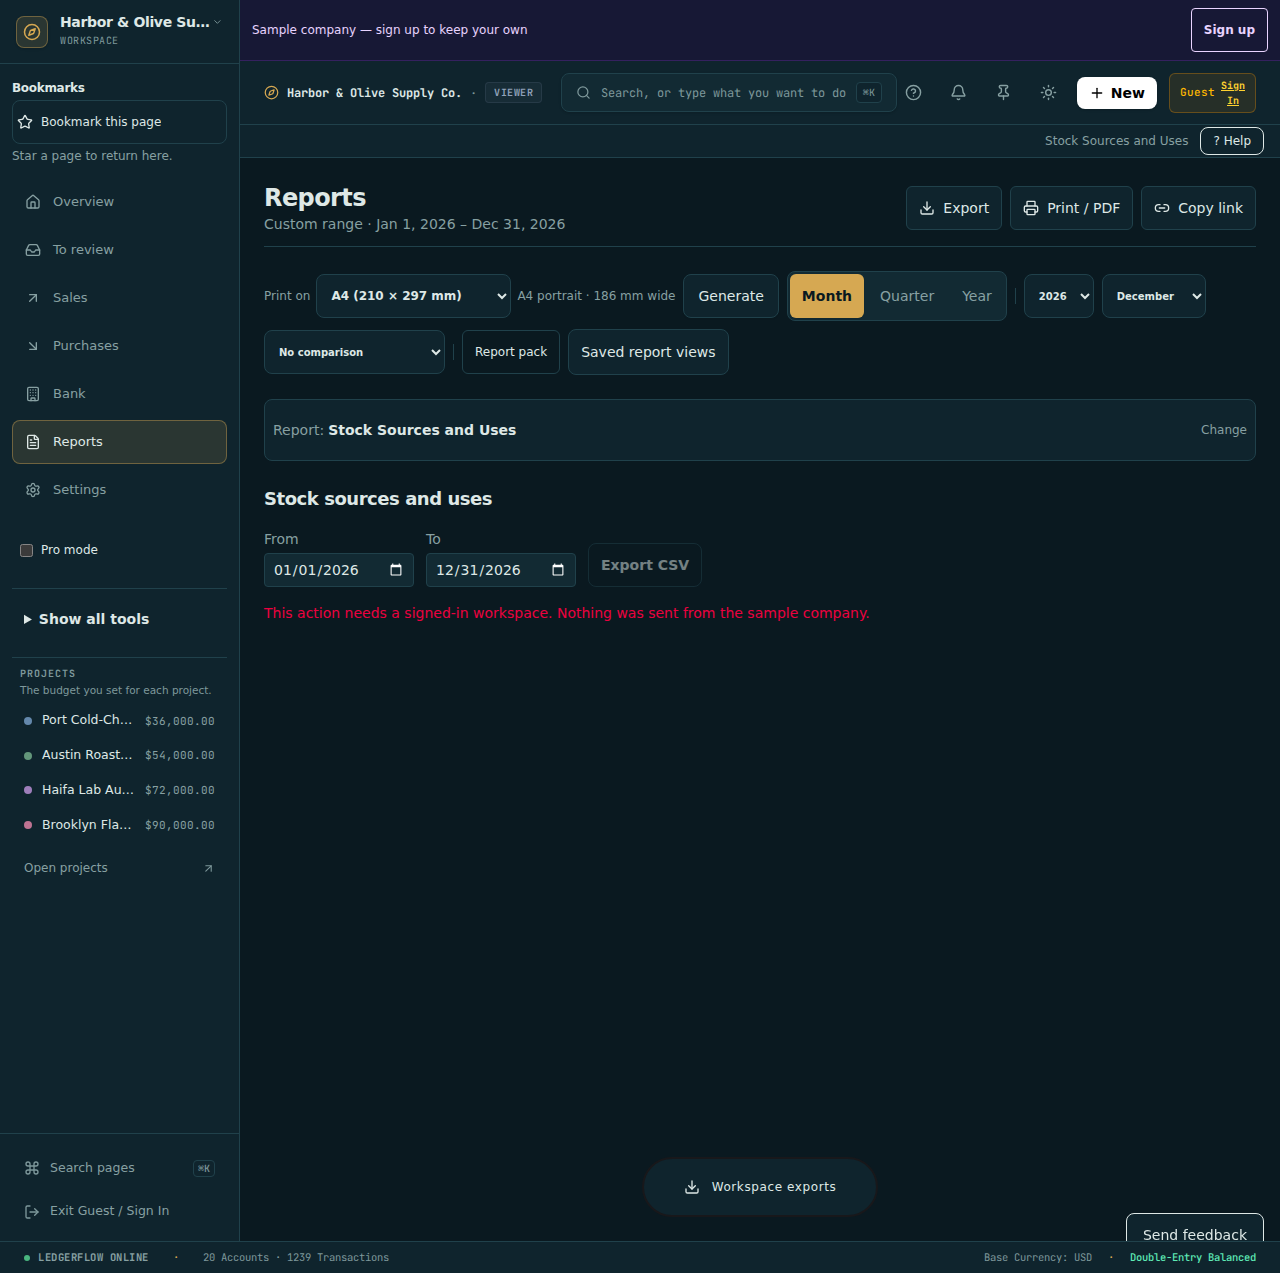 Harbor & Olive Su...
WORKSPACE
Bookmarks
Bookmark this page
Star a page to return here.
Overview
To review
Sales
Purchases
Bank
Reports
Settings
Pro mode
Show all tools
PROJECTS
The budget you set for each project.
Port Cold-Ch... $36,000.00
Austin Roast... $54,000.00
Haifa Lab Au... $72,000.00
Brooklyn Fla... $90,000.00
Open projects
Search pages ⌘K
Exit Guest / Sign In
Sample company — sign up to keep your own
Sign up
Harbor & Olive Supply Co. · VIEWER
Search, or type what you want to do ⌘K
New
Guest Sign In
Stock Sources and Uses
? Help
Reports
Custom range · Jan 1, 2026 – Dec 31, 2026
Export
Print / PDF
Copy link
Print on A4 (210 × 297 mm) A4 portrait · 186 mm wide Generate Month Quarter Year 2026 December
No comparison Report pack Saved report views
Report: Stock Sources and Uses Change
Stock sources and uses
From To
01/01/2026 12/31/2026 Export CSV
This action needs a signed-in workspace. Nothing was sent from the sample company.
Workspace exports
Send feedback
LEDGERFLOW ONLINE · 20 Accounts · 1239 Transactions Base Currency: USD · Double-Entry Balanced